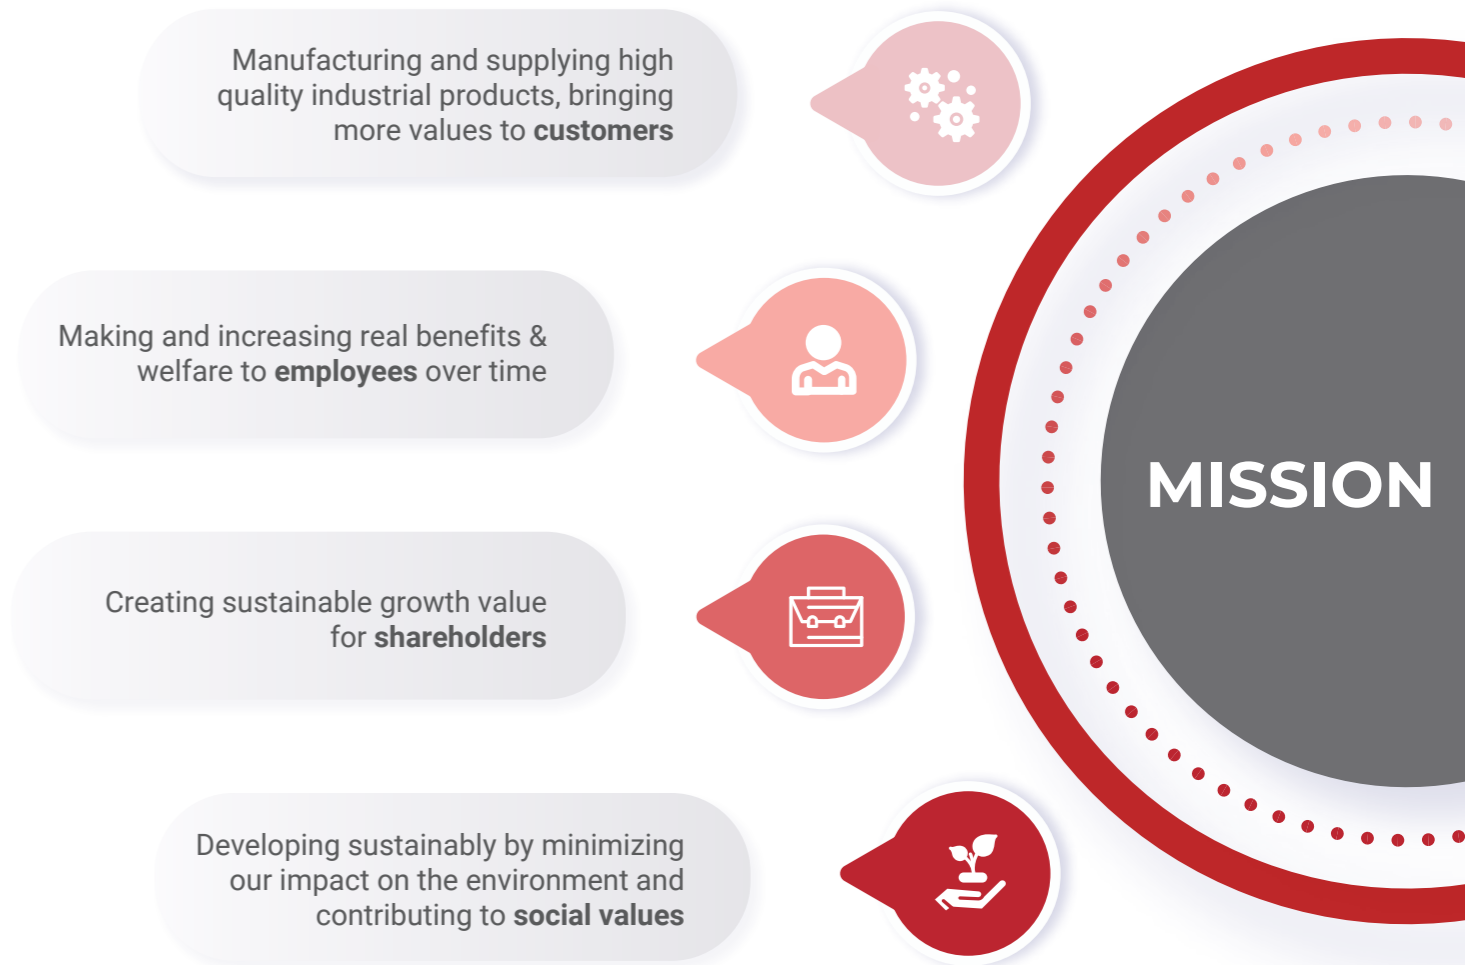 Manufacturing and supplying high
quality industrial products, bringing
more values to customers
Making and increasing real benefits &
welfare to employees over time
MISSION
Creating sustainable growth value
for shareholders
Developing sustainably by minimizing
our impact on the environment and
contributing to social values